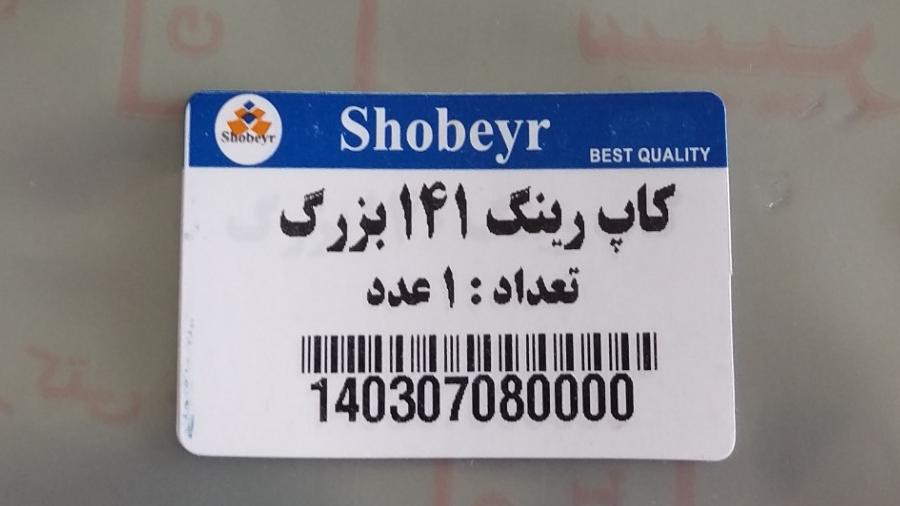 Shobeyr
Shobeyr
BEST QUALITY
کاپ رینگ ۱۴۱ بزرگ
تعداد : ۱ عدد
140307080000